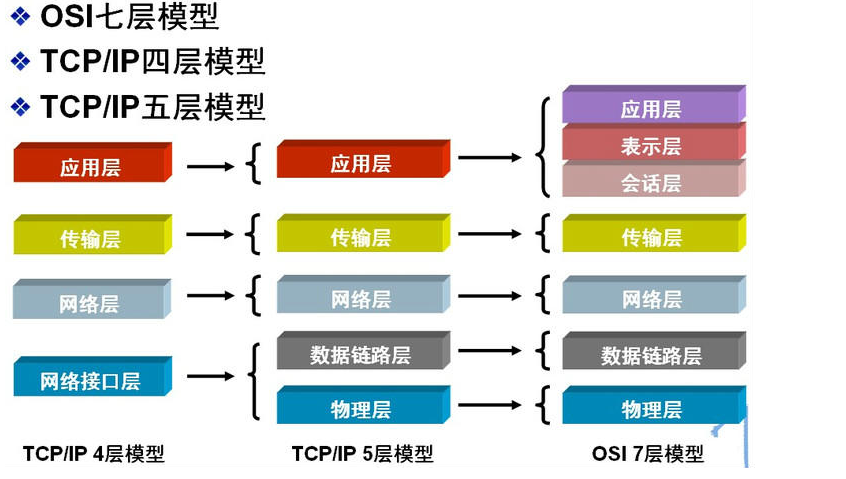 ❖ OSI七层模型
❖ TCP/IP四层模型
❖ TCP/IP五层模型
应用层
传输层
网络层
网络接口层
TCP/IP 4层模型
应用层
传输层
网络层
数据链路层
物理层
TCP/IP 5层模型
应用层
表示层
会话层
传输层
网络层
数据链路层
物理层
OSI 7层模型